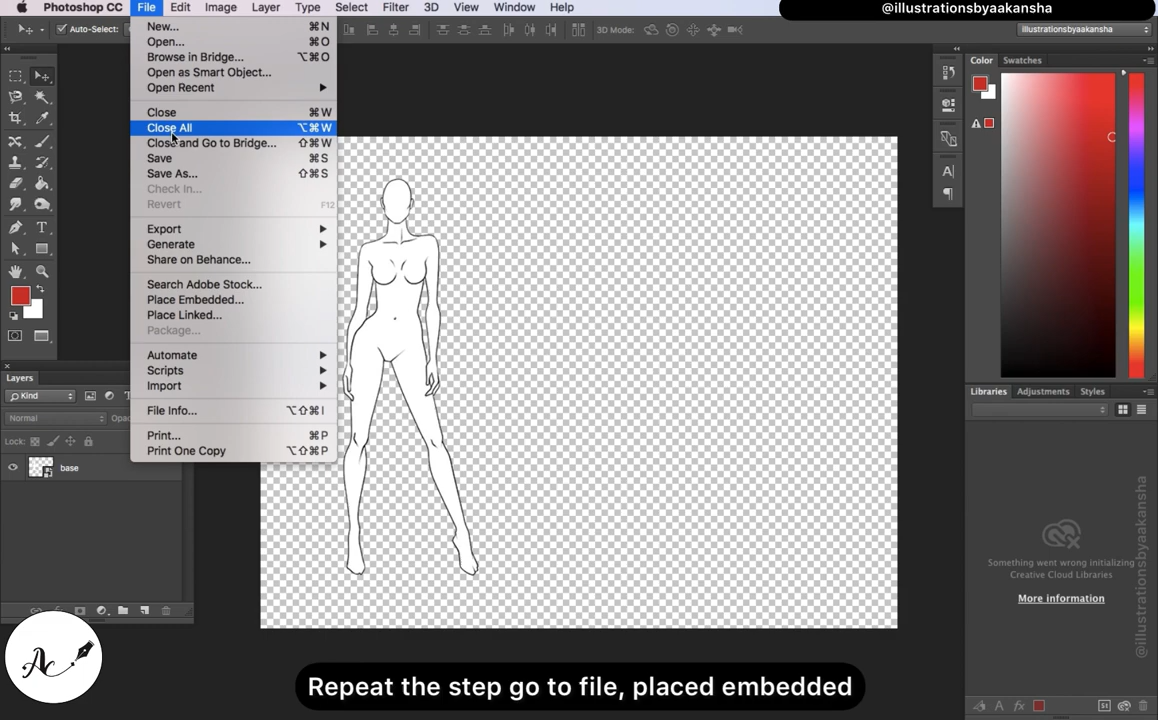 Photoshop CC File Edit Image Layer Type Select Filter 3D View Window Help
@illustrationsbyaakansha
Auto-Select:
3D Mode:
illustrationsbyaakansha
New... ⌘N
Open... ⌘O
Browse in Bridge... ⌥⌘O
Open as Smart Object...
Open Recent
Close ⌘W
Close All ⌥⌘W
Close and Go to Bridge... ⇧⌘W
Save ⌘S
Save As... ⇧⌘S
Check In...
Revert F12
Export
Generate
Share on Behance...
Search Adobe Stock...
Place Embedded...
Place Linked...
Package...
Automate
Scripts
Import
File Info... ⌥⇧⌘I
Print... ⌘P
Print One Copy ⌥⇧⌘P
Layers
Kind
Normal
Lock:
base
Color Swatches
Libraries Adjustments Styles
Something went wrong initializing
Creative Cloud Libraries
More information
@illustrationsbyaakansha
Ac
Repeat the step go to file, placed embedded